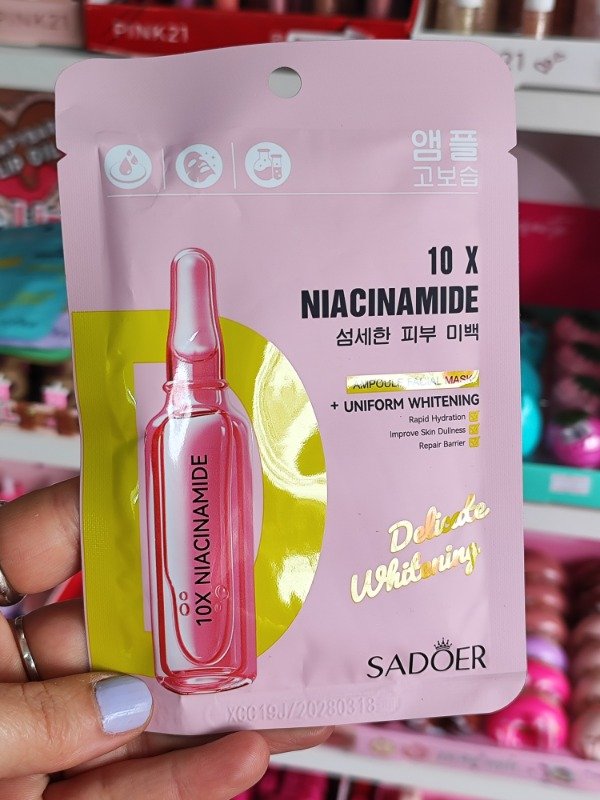 PINK21
앰플
고보습
10 X
NIACINAMIDE
섬세한 피부 미백
AMPOULE FACIAL MASK
+ UNIFORM WHITENING
Rapid Hydration
Improve Skin Dullness
Repair Barrier
10X NIACINAMIDE
Delicate
Whitening
SADOER
XCC19J/20280318